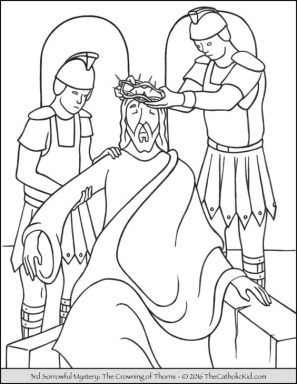 3rd Sorrowful Mystery: The Crowning of Thorns - © 2016 TheCatholicKid.com